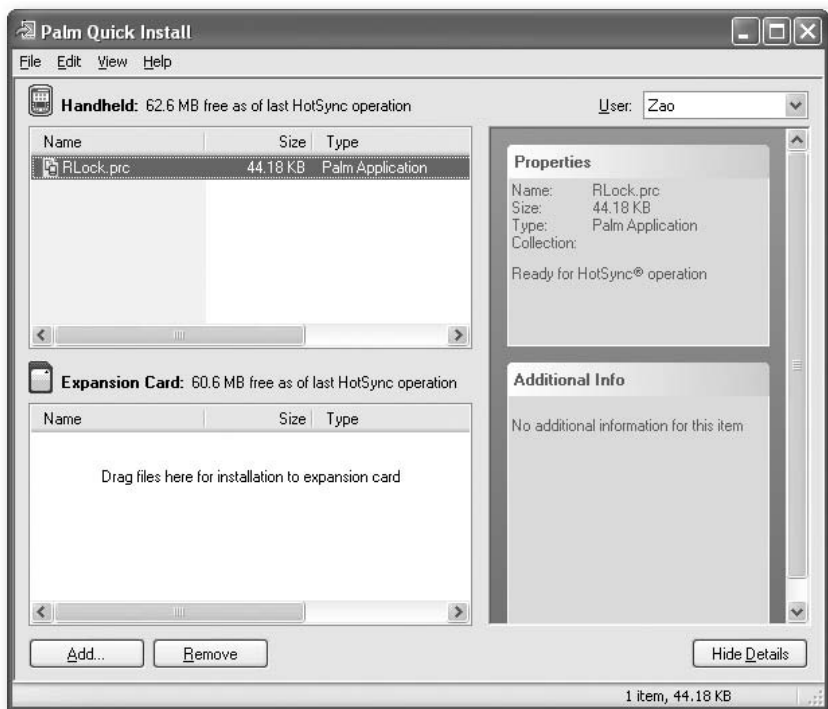 Palm Quick Install
File Edit View Help
Handheld: 62.6 MB free as of last HotSync operation
User: Zao
Name Size Type
RLock.prc 44.18 KB Palm Application
Properties
Name: RLock.prc
Size: 44.18 KB
Type: Palm Application
Collection:
Ready for HotSync® operation
Expansion Card: 60.6 MB free as of last HotSync operation
Name Size Type
Drag files here for installation to expansion card
Additional Info
No additional information for this item
Add... Remove Hide Details
1 item, 44.18 KB